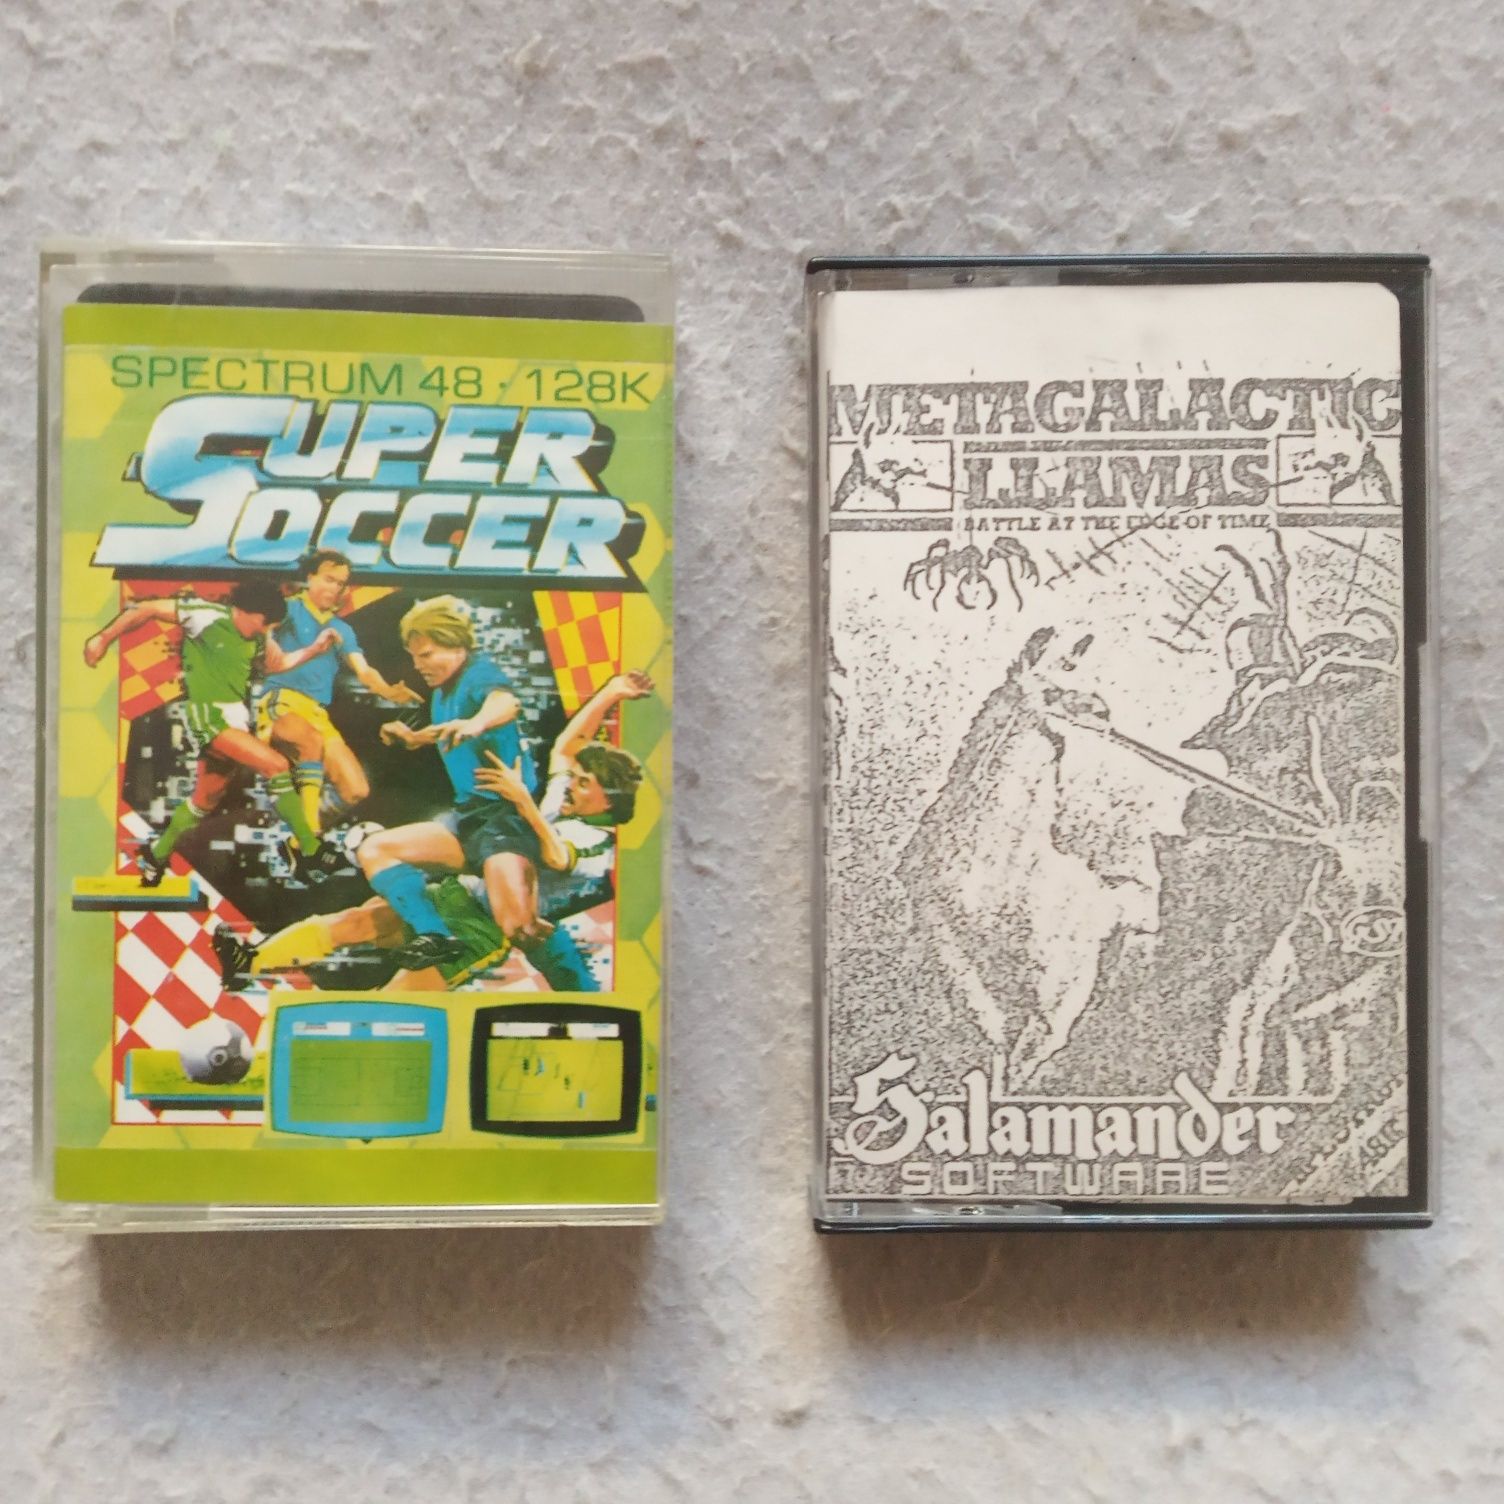 SPECTRUM 48 · 128K
SUPER
SOCCER
METAGALACTIC
LLAMAS
BATTLE AT THE EDGE OF TIME
Salamander
SOFTWARE